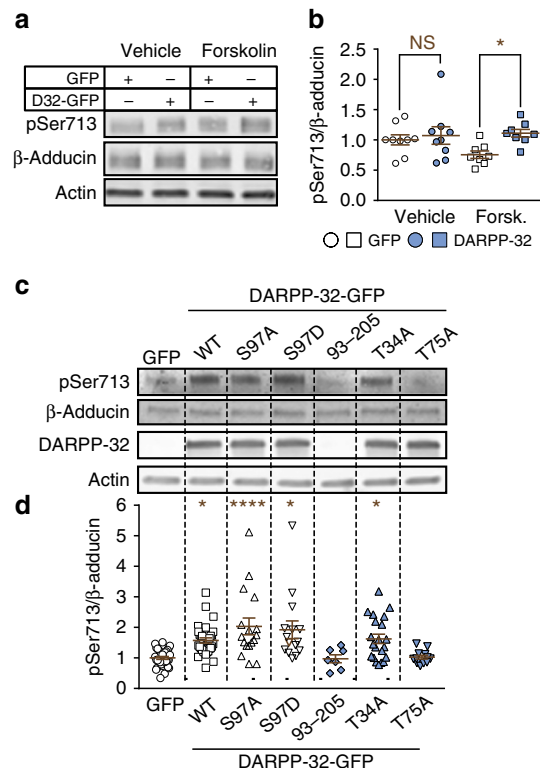 a
Vehicle Forskolin
GFP + – + –
D32-GFP – + – +
pSer713
β-Adducin
Actin
b
NS *
pSer713/β-adducin
2.5
2.0
1.5
1.0
0.5
0.0
Vehicle Forsk.
GFP DARPP-32
c
DARPP-32-GFP
GFP WT S97A S97D 93–205 T34A T75A
pSer713
β-Adducin
DARPP-32
Actin
d
* **** * *
pSer713/β-adducin
6
5
4
3
2
1
0
GFP WT S97A S97D 93–205 T34A T75A
DARPP-32-GFP